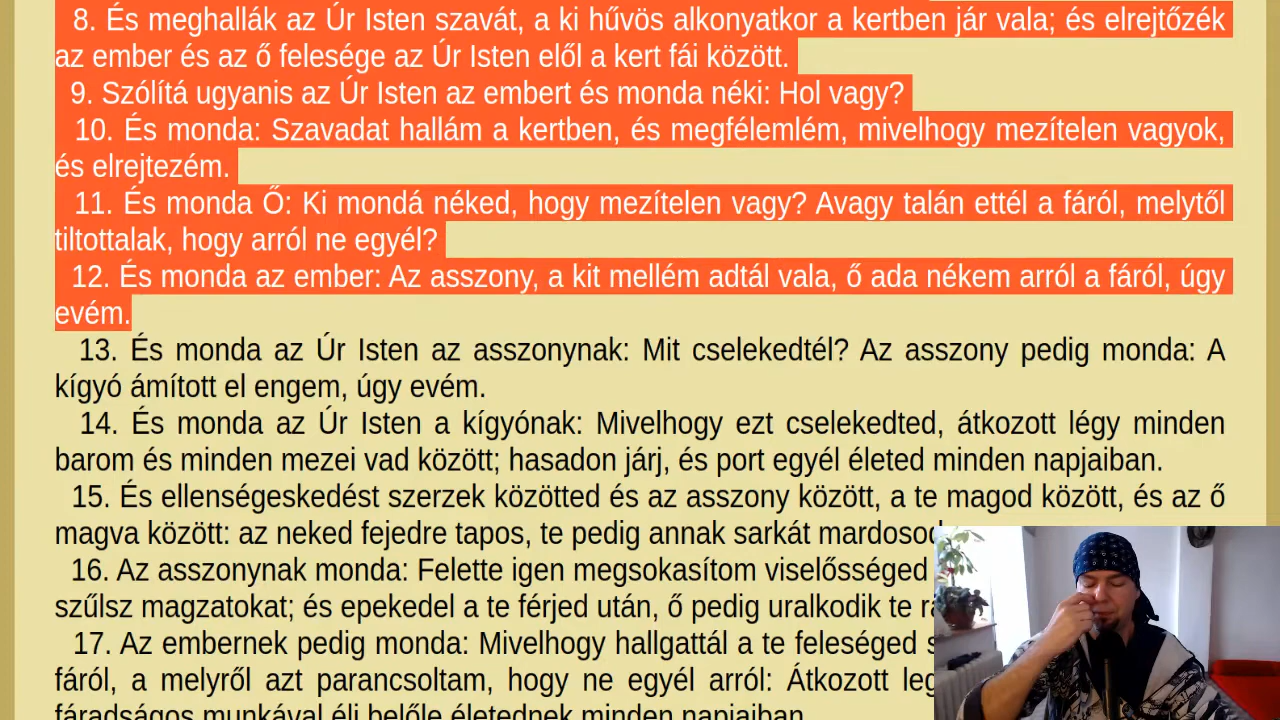 8. És meghallák az Úr Isten szavát, a ki hűvös alkonyatkor a kertben jár vala; és elrejtőzék
az ember és az ő felesége az Úr Isten elől a kert fái között.
9. Szólítá ugyanis az Úr Isten az embert és monda néki: Hol vagy?
10. És monda: Szavadat hallám a kertben, és megfélemlém, mivelhogy mezítelen vagyok,
és elrejtezém.
11. És monda Ő: Ki mondá néked, hogy mezítelen vagy? Avagy talán ettél a fáról, melytől
tiltottalak, hogy arról ne egyél?
12. És monda az ember: Az asszony, a kit mellém adtál vala, ő ada nékem arról a fáról, úgy
evém.
13. És monda az Úr Isten az asszonynak: Mit cselekedtél? Az asszony pedig monda: A
kígyó ámított el engem, úgy evém.
14. És monda az Úr Isten a kígyónak: Mivelhogy ezt cselekedted, átkozott légy minden
barom és minden mezei vad között; hasadon járj, és port egyél életed minden napjaiban.
15. És ellenségeskedést szerzek közötted és az asszony között, a te magod között, és az ő
magva között: az neked fejedre tapos, te pedig annak sarkát mardosod
16. Az asszonynak monda: Felette igen megsokasítom viselősséged
szűlsz magzatokat; és epekedel a te férjed után, ő pedig uralkodik te
17. Az embernek pedig monda: Mivelhogy hallgattál a te feleséged
fáról, a melyről azt parancsoltam, hogy ne egyél arról: Átkozott
fáradságos munkával élj belőle életednek minden napjaiban.